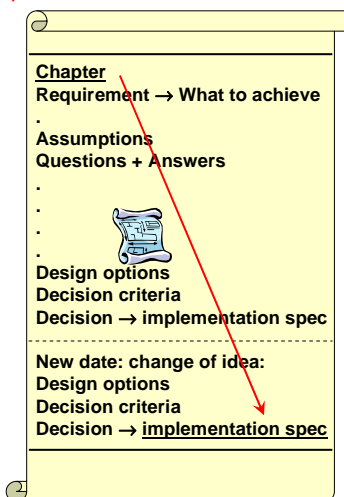 Chapter
Requirement → What to achieve
.
Assumptions
Questions + Answers
.
.
.
.
Design options
Decision criteria
Decision → implementation spec
New date: change of idea:
Design options
Decision criteria
Decision → implementation spec